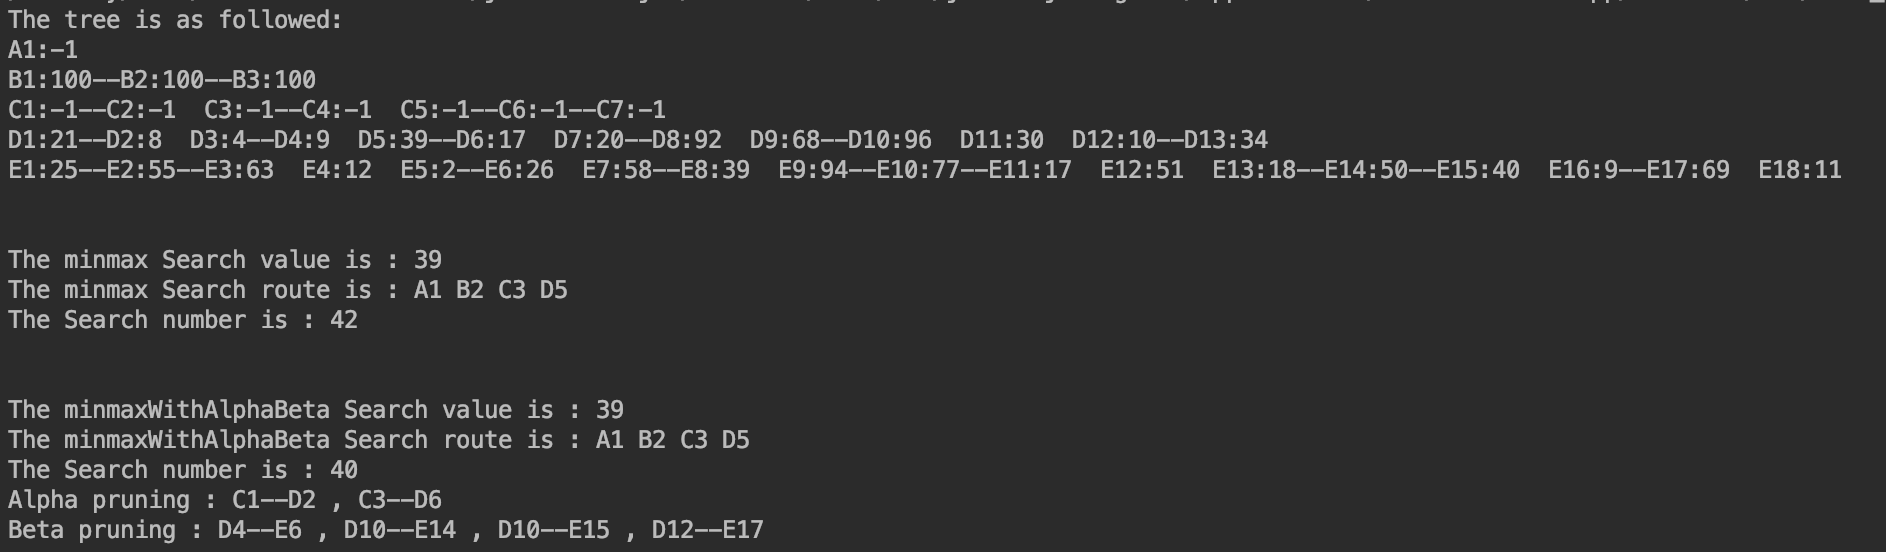 The tree is as followed:
A1:-1
B1:100--B2:100--B3:100
C1:-1--C2:-1  C3:-1--C4:-1  C5:-1--C6:-1--C7:-1
D1:21--D2:8  D3:4--D4:9  D5:39--D6:17  D7:20--D8:92  D9:68--D10:96  D11:30  D12:10--D13:34
E1:25--E2:55--E3:63  E4:12  E5:2--E6:26  E7:58--E8:39  E9:94--E10:77--E11:17  E12:51  E13:18--E14:50--E15:40  E16:9--E17:69  E18:11
The minmax Search value is : 39
The minmax Search route is : A1 B2 C3 D5
The Search number is : 42
The minmaxWithAlphaBeta Search value is : 39
The minmaxWithAlphaBeta Search route is : A1 B2 C3 D5
The Search number is : 40
Alpha pruning : C1--D2 , C3--D6
Beta pruning : D4--E6 , D10--E14 , D10--E15 , D12--E17